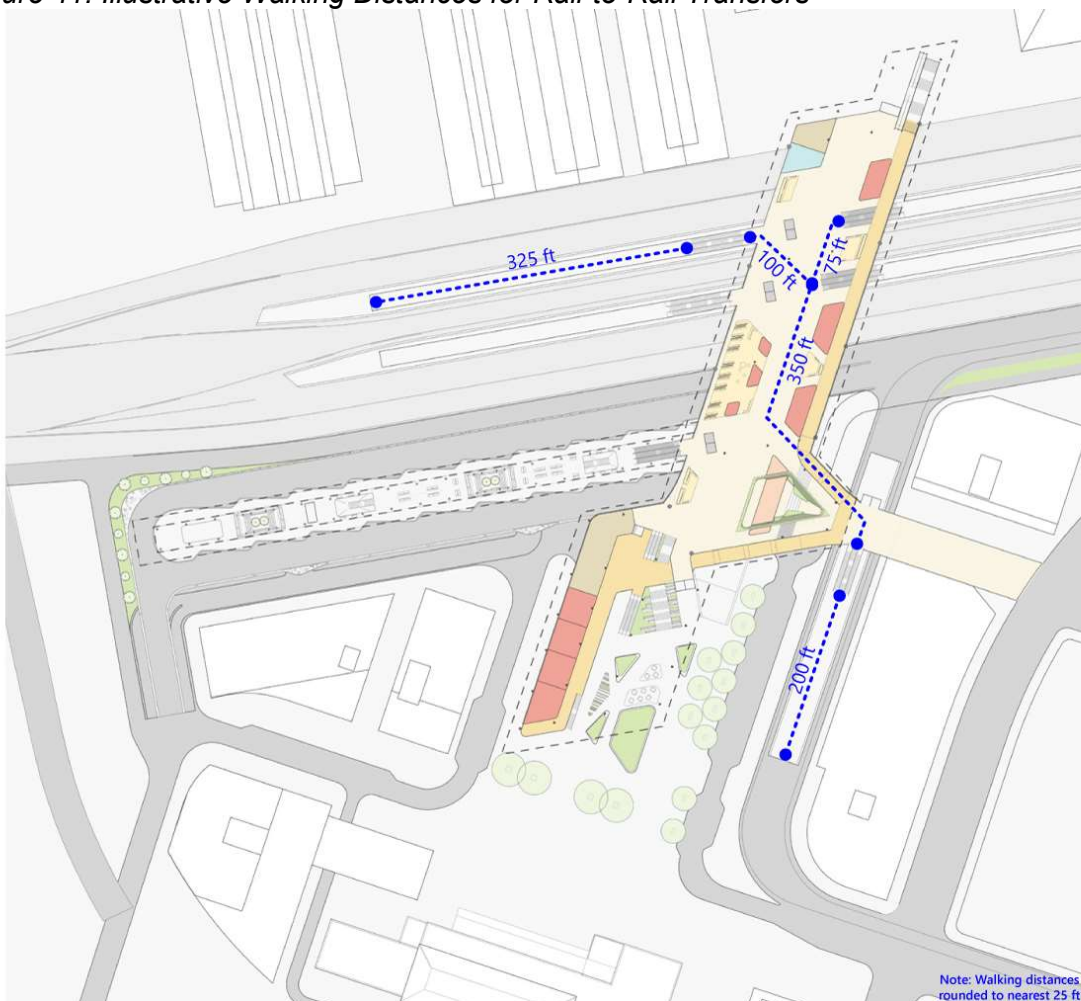 ure 11: Illustrative Walking Distances for Rail-to-Rail Transfers
325 ft
100 ft
75 ft
350 ft
200 ft
Note: Walking distances
rounded to nearest 25 ft